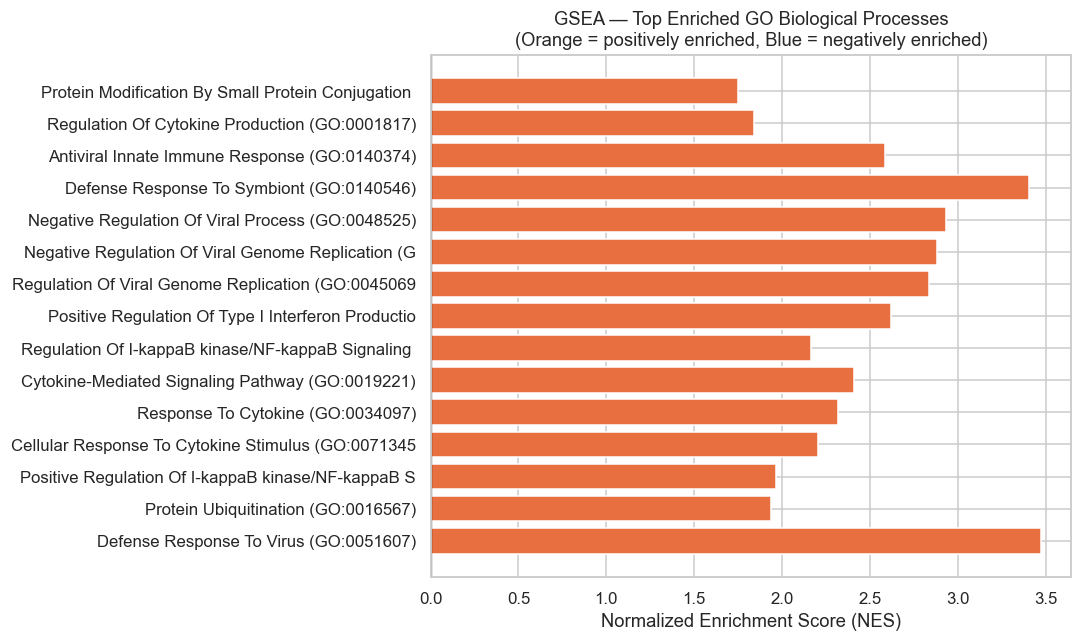 GSEA — Top Enriched GO Biological Processes
(Orange = positively enriched, Blue = negatively enriched)
Protein Modification By Small Protein Conjugation
Regulation Of Cytokine Production (GO:0001817)
Antiviral Innate Immune Response (GO:0140374)
Defense Response To Symbiont (GO:0140546)
Negative Regulation Of Viral Process (GO:0048525)
Negative Regulation Of Viral Genome Replication (G
Regulation Of Viral Genome Replication (GO:0045069
Positive Regulation Of Type I Interferon Productio
Regulation Of I-kappaB kinase/NF-kappaB Signaling
Cytokine-Mediated Signaling Pathway (GO:0019221)
Response To Cytokine (GO:0034097)
Cellular Response To Cytokine Stimulus (GO:0071345
Positive Regulation Of I-kappaB kinase/NF-kappaB S
Protein Ubiquitination (GO:0016567)
Defense Response To Virus (GO:0051607)
0.0 0.5 1.0 1.5 2.0 2.5 3.0 3.5
Normalized Enrichment Score (NES)